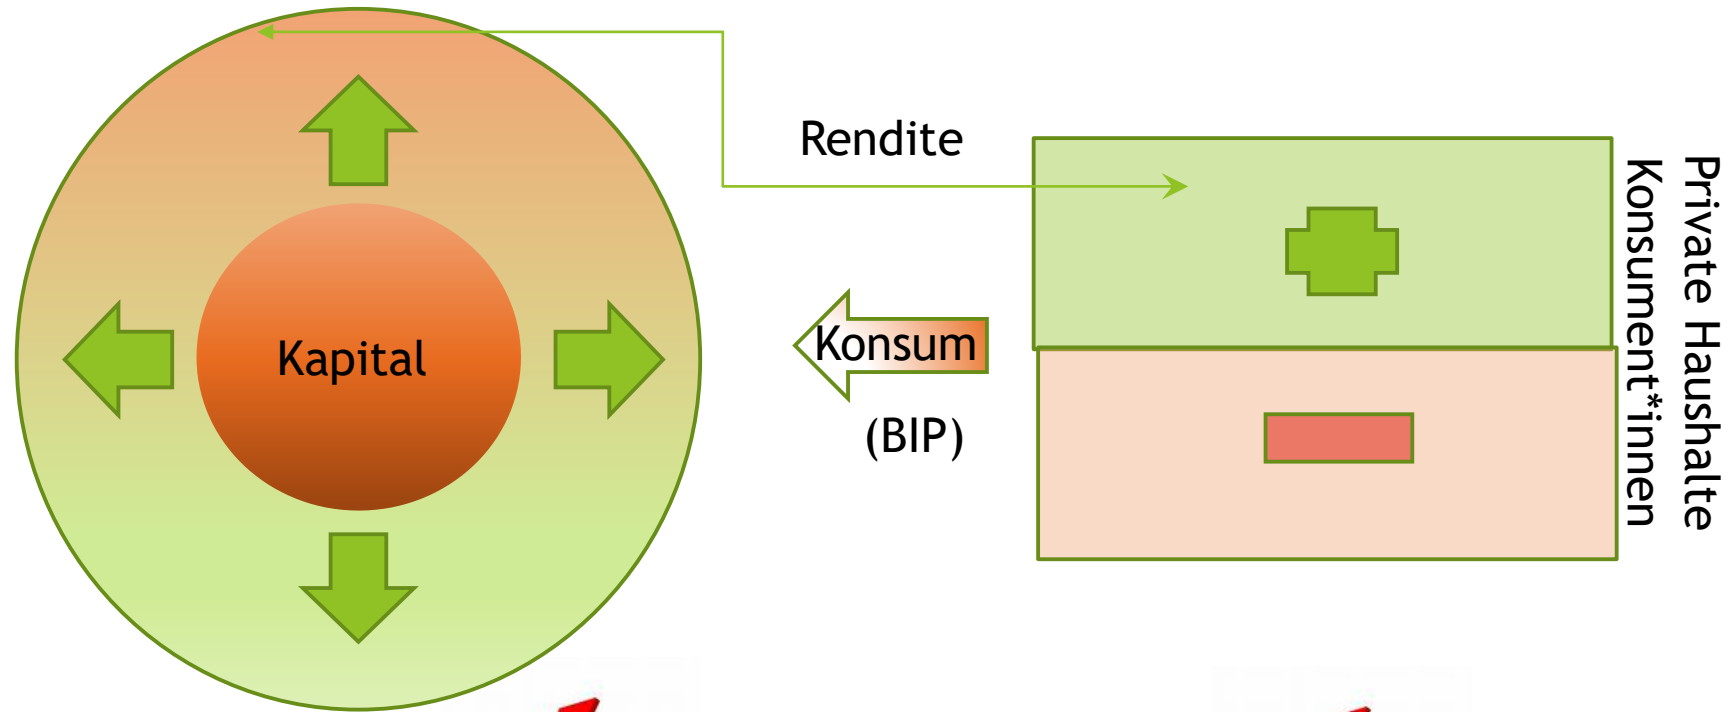 Rendite
Kapital
Konsum
(BIP)
Private Haushalte
Konsument*innen